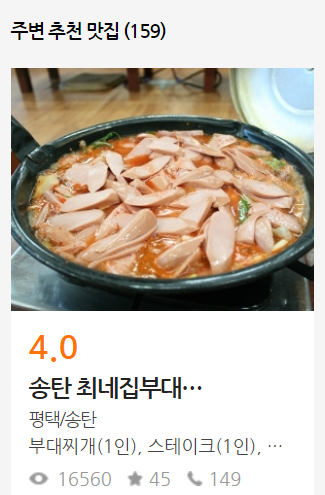 주변 추천 맛집 (159)
4.0
송탄 최네집부대…
평택/송탄
부대찌개(1인), 스테이크(1인), …
16560 45 149